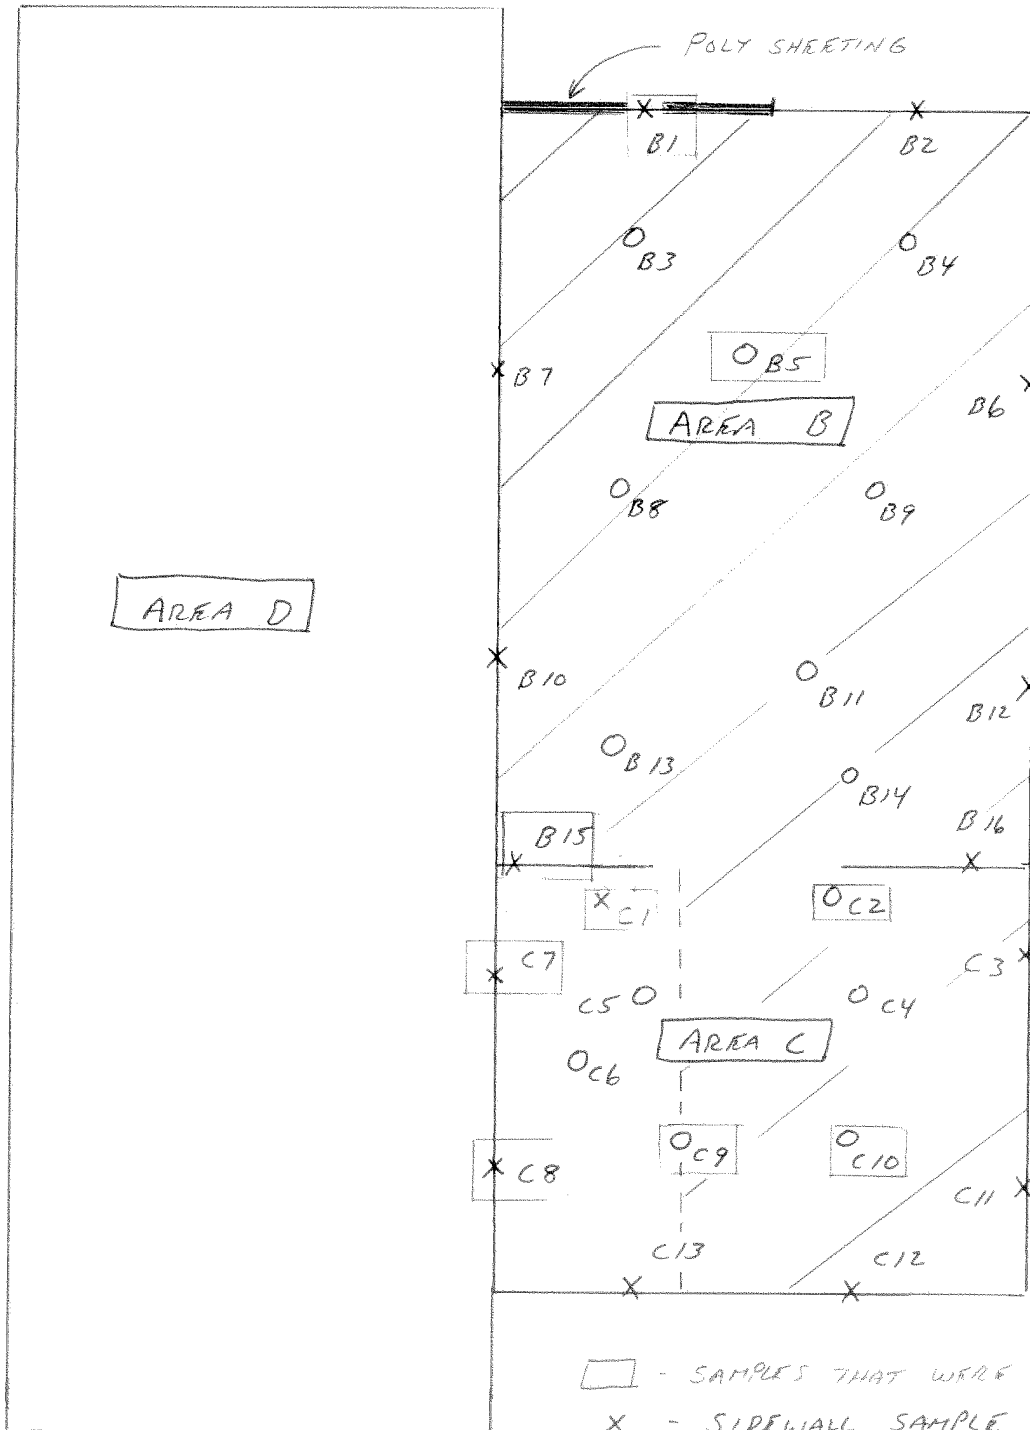 POLY SHEETING
B1
B2
B3
B4
B5
B7
B6
AREA B
B8
B9
AREA D
B10
B11
B12
B13
B14
B15
B16
C1
C2
C7
C3
C5
C4
AREA C
C6
C9
C10
C8
C11
C13
C12
- SAMPLES THAT WERE
X - SIDEWALL SAMPLE